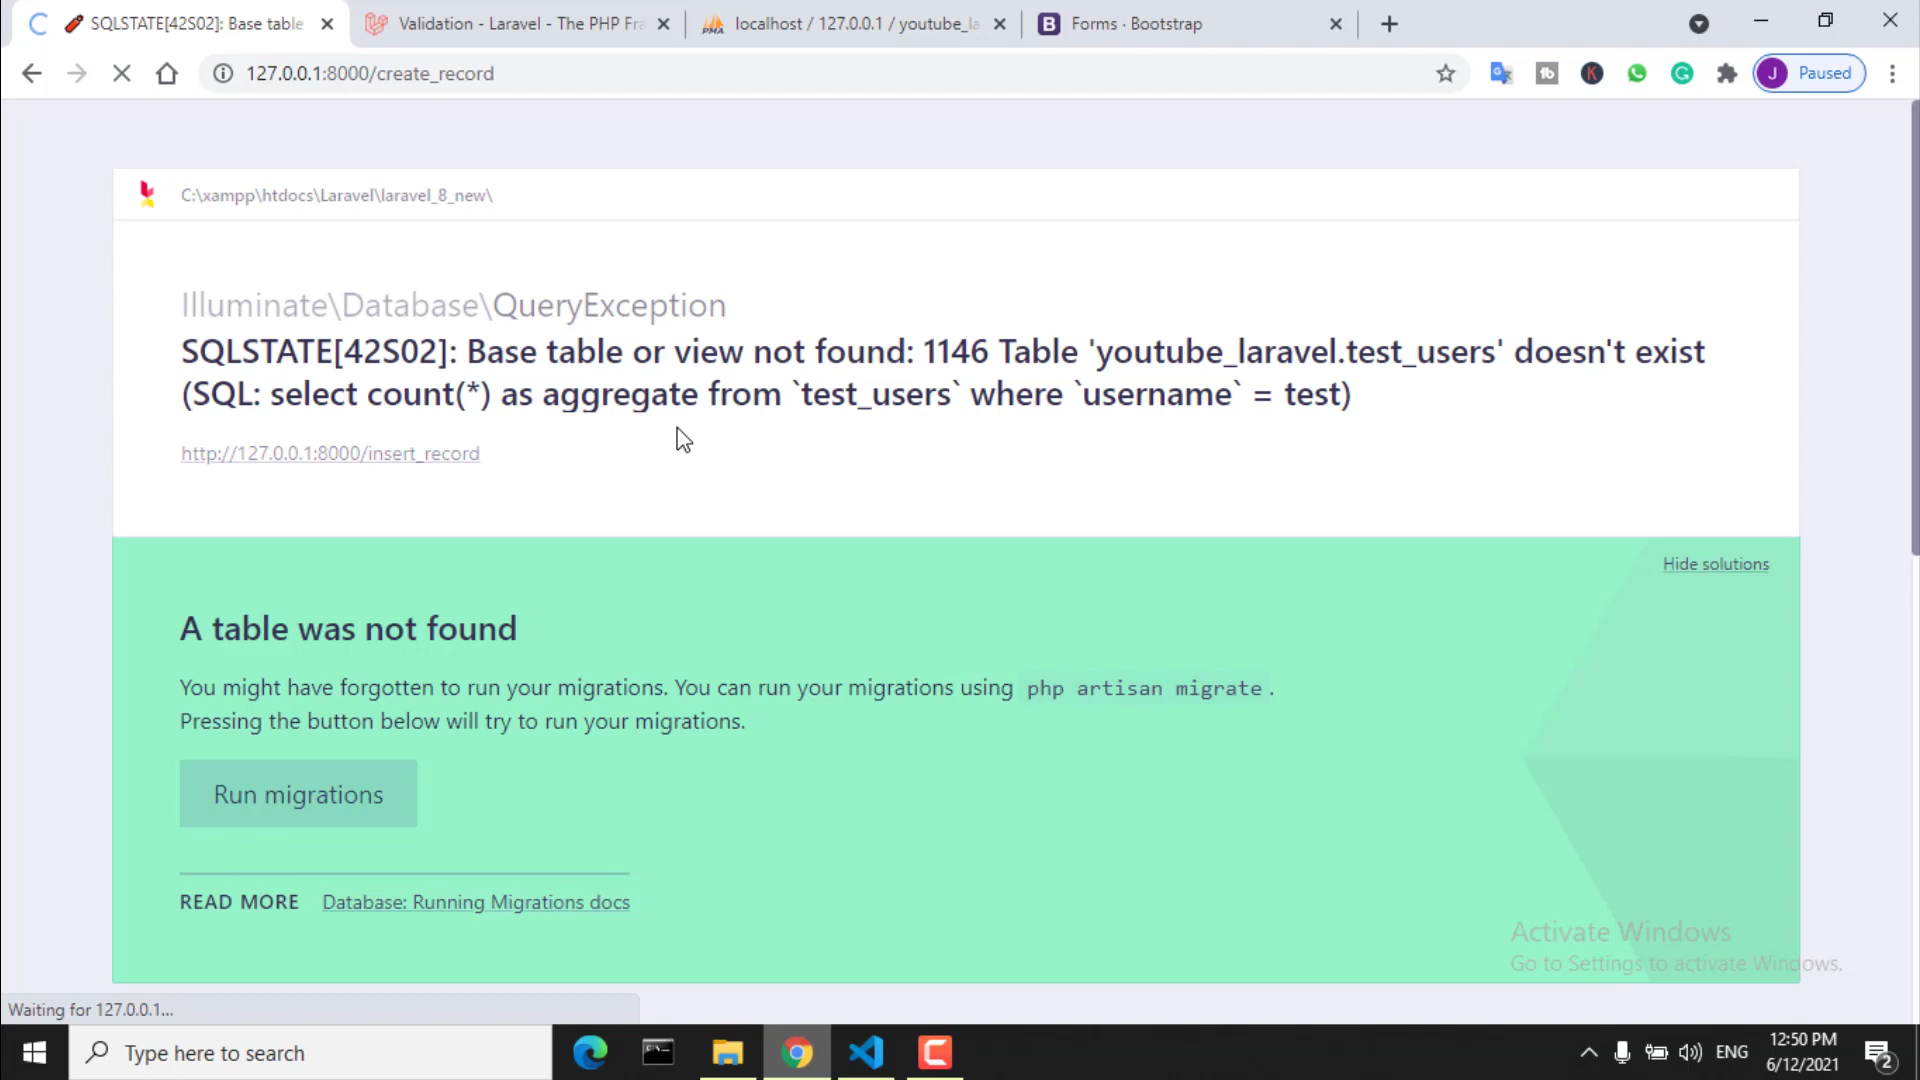 SQLSTATE[42S02]: Base table
Validation - Laravel - The PHP Fra
localhost / 127.0.0.1 / youtube_la
Forms · Bootstrap
127.0.0.1:8000/create_record
J Paused
C:\xampp\htdocs\Laravel\laravel_8_new\
Illuminate\Database\QueryException
SQLSTATE[42S02]: Base table or view not found: 1146 Table 'youtube_laravel.test_users' doesn't exist
(SQL: select count(*) as aggregate from `test_users` where `username` = test)
http://127.0.0.1:8000/insert_record
Hide solutions
A table was not found
You might have forgotten to run your migrations. You can run your migrations using php artisan migrate.
Pressing the button below will try to run your migrations.
Run migrations
READ MORE Database: Running Migrations docs
Activate Windows
Go to Settings to activate Windows.
Waiting for 127.0.0.1...
Type here to search
ENG
12:50 PM
6/12/2021
2